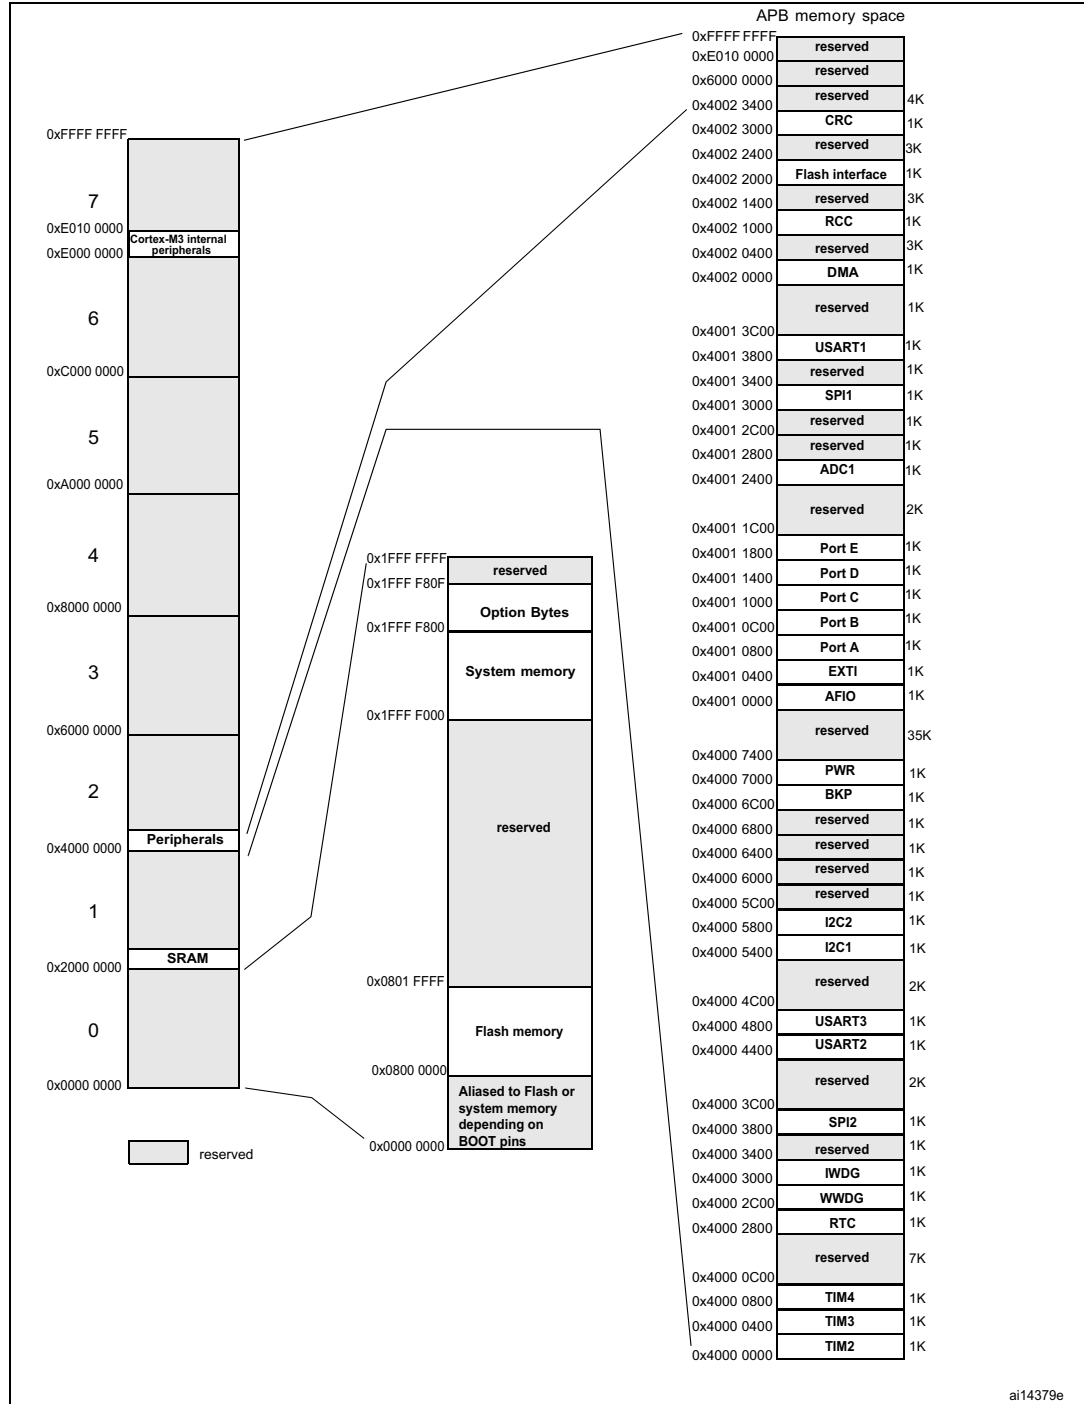 APB memory space
0xFFFF FFFF
reserved
0xE010 0000
reserved
0x6000 0000
reserved
4K
0x4002 3400
CRC
1K
0x4002 3000
reserved
3K
0x4002 2400
Flash interface
1K
0x4002 2000
reserved
3K
0x4002 1400
RCC
1K
0x4002 1000
reserved
3K
0x4002 0400
DMA
1K
0x4002 0000
reserved
1K
0x4001 3C00
USART1
1K
0x4001 3800
reserved
1K
0x4001 3400
SPI1
1K
0x4001 3000
reserved
1K
0x4001 2C00
reserved
1K
0x4001 2800
ADC1
1K
0x4001 2400
reserved
2K
0x4001 1C00
Port E
1K
0x4001 1800
Port D
1K
0x4001 1400
Port C
1K
0x4001 1000
Port B
1K
0x4001 0C00
Port A
1K
0x4001 0800
EXTI
1K
0x4001 0400
AFIO
1K
0x4001 0000
reserved
35K
0x4000 7400
PWR
1K
0x4000 7000
BKP
1K
0x4000 6C00
reserved
1K
0x4000 6800
reserved
1K
0x4000 6400
reserved
1K
0x4000 6000
reserved
1K
0x4000 5C00
I2C2
1K
0x4000 5800
I2C1
1K
0x4000 5400
reserved
2K
0x4000 4C00
USART3
1K
0x4000 4800
USART2
1K
0x4000 4400
reserved
2K
0x4000 3C00
SPI2
1K
0x4000 3800
reserved
1K
0x4000 3400
IWDG
1K
0x4000 3000
WWDG
1K
0x4000 2C00
RTC
1K
0x4000 2800
reserved
7K
0x4000 0C00
TIM4
1K
0x4000 0800
TIM3
1K
0x4000 0400
TIM2
1K
0x4000 0000
0xFFFF FFFF
7
0xE010 0000
Cortex-M3 internal
peripherals
0xE000 0000
6
0xC000 0000
5
0xA000 0000
4
0x8000 0000
3
0x6000 0000
2
Peripherals
0x4000 0000
1
SRAM
0x2000 0000
0
0x0000 0000
reserved
0x1FFF FFFF
reserved
0x1FFF F80F
Option Bytes
0x1FFF F800
System memory
0x1FFF F000
reserved
0x0801 FFFF
Flash memory
0x0800 0000
Aliased to Flash or
system memory
depending on
BOOT pins
0x0000 0000
ai14379e